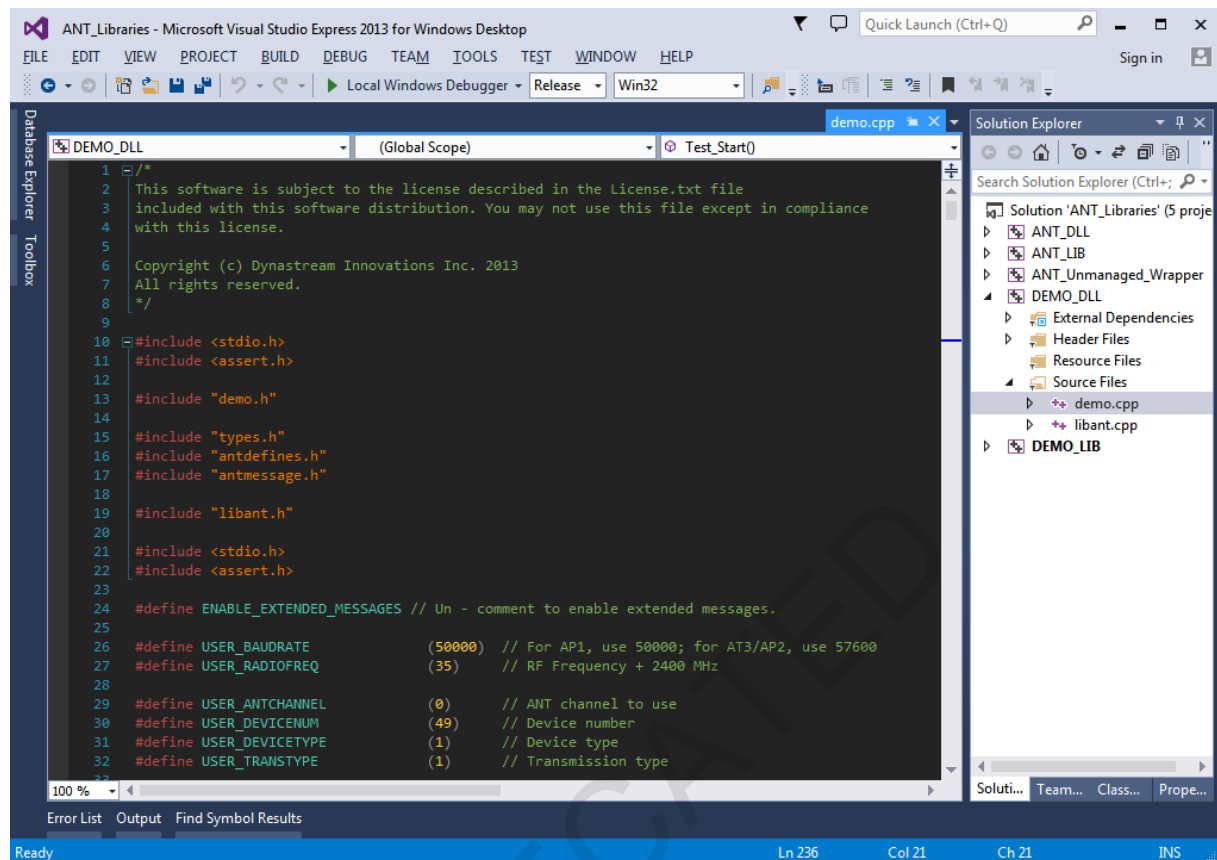 ANT_Libraries - Microsoft Visual Studio Express 2013 for Windows Desktop
Quick Launch (Ctrl+Q)
FILE EDIT VIEW PROJECT BUILD DEBUG TEAM TOOLS TEST WINDOW HELP
Sign in
Local Windows Debugger Release Win32
Database Explorer
Toolbox
demo.cpp
DEMO_DLL (Global Scope) Test_Start()
1 /*
2 This software is subject to the license described in the License.txt file
3 included with this software distribution. You may not use this file except in compliance
4 with this license.
5
6 Copyright (c) Dynastream Innovations Inc. 2013
7 All rights reserved.
8 */
9
10 #include <stdio.h>
11 #include <assert.h>
12
13 #include "demo.h"
14
15 #include "types.h"
16 #include "antdefines.h"
17 #include "antmessage.h"
18
19 #include "libant.h"
20
21 #include <stdio.h>
22 #include <assert.h>
23
24 #define ENABLE_EXTENDED_MESSAGES // Un - comment to enable extended messages.
25
26 #define USER_BAUDRATE (50000) // For AP1, use 50000; for AT3/AP2, use 57600
27 #define USER_RADIOFREQ (35) // RF Frequency + 2400 MHz
28
29 #define USER_ANTCHANNEL (0) // ANT channel to use
30 #define USER_DEVICENUM (49) // Device number
31 #define USER_DEVICETYPE (1) // Device type
32 #define USER_TRANSTYPE (1) // Transmission type
33
100 %
Solution Explorer
Search Solution Explorer (Ctrl+;
Solution 'ANT_Libraries' (5 proje
ANT_DLL
ANT_LIB
ANT_Unmanaged_Wrapper
DEMO_DLL
External Dependencies
Header Files
Resource Files
Source Files
demo.cpp
libant.cpp
DEMO_LIB
Soluti... Team... Class... Prope...
Error List Output Find Symbol Results
Ready Ln 236 Col 21 Ch 21 INS